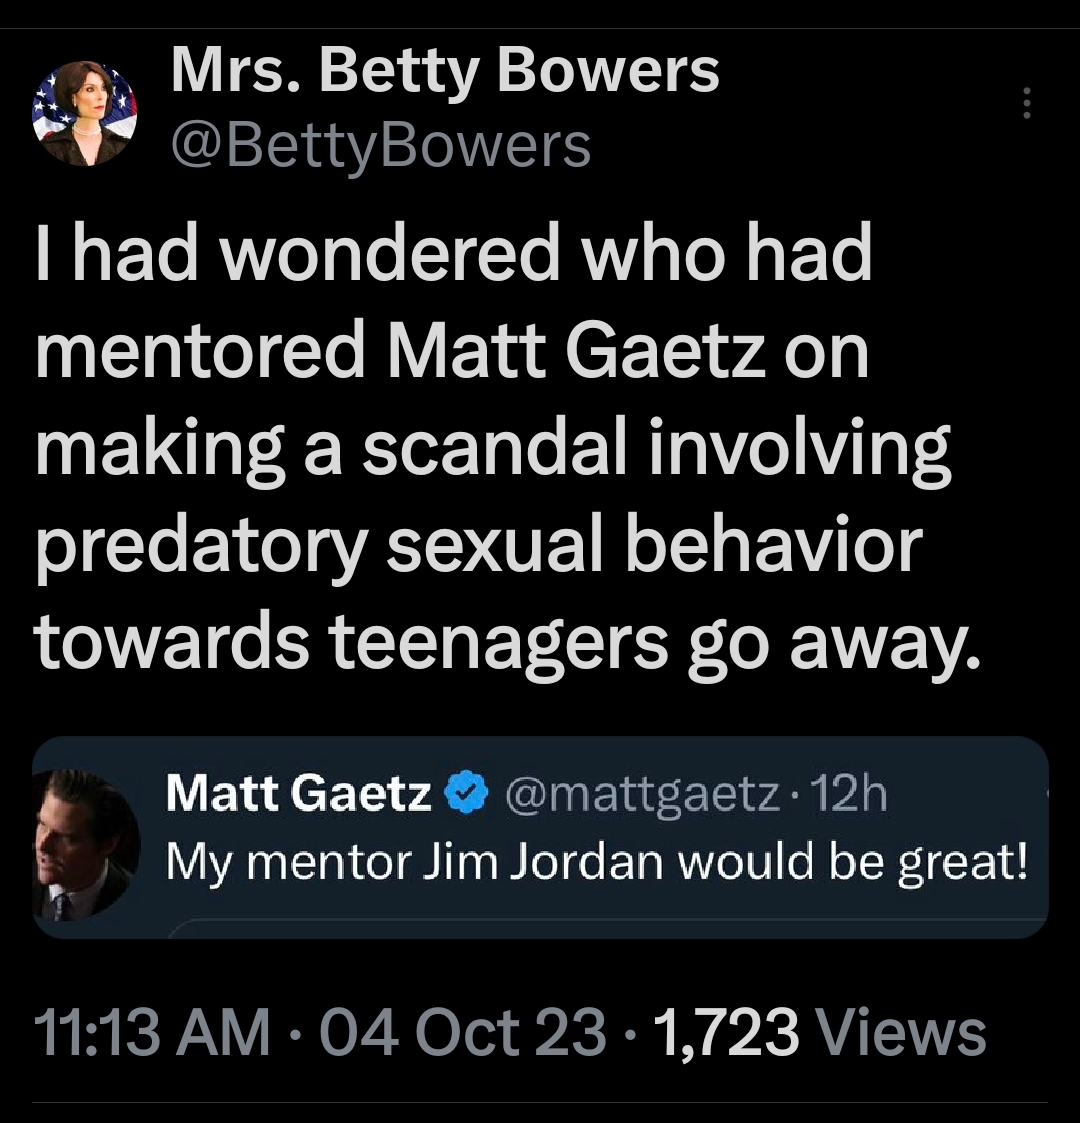 Mrs. Betty Bowers
@BettyBowers
I had wondered who had
mentored Matt Gaetz on
making a scandal involving
predatory sexual behavior
towards teenagers go away.
Matt Gaetz @mattgaetz · 12h
My mentor Jim Jordan would be great!
11:13 AM · 04 Oct 23 · 1,723 Views